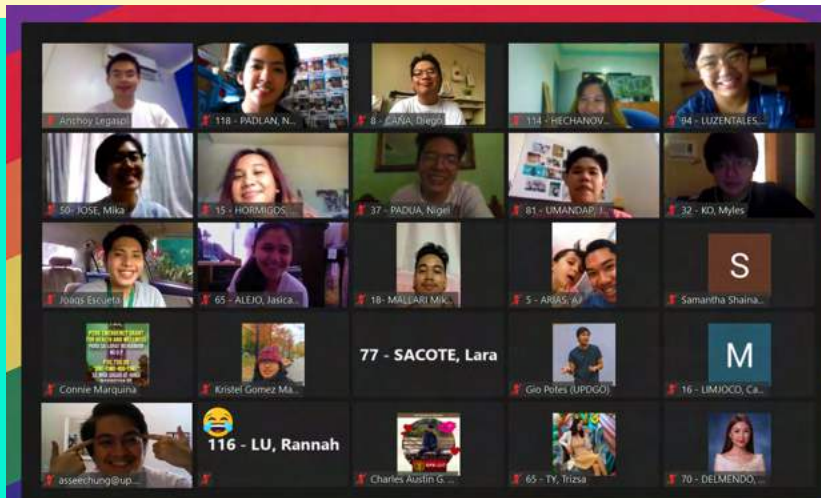 Anchoy Legaspi
118 - PADLAN, N...
8 - CAÑA, Diego
114 - HECHANOV...
94 - LUZENTALES,...
50- JOSE, Mika
15 - HORMIGOS, ...
37 - PADUA, Nigel
81 - UMANDAP, J...
32 - KO, Myles
Joaqs Escueta
65 - ALEJO, Jasica...
18- MALLARI Mik...
5 - ARIAS, AJ
S
Samantha Shaina...
Connie Marquina
Kristel Gomez Ma...
77 - SACOTE, Lara
Gio Potes (UPDGO)
M
16 - LIMJOCO, Ca...
asseechung@up...
116 - LU, Rannah
Charles Austin G. ...
65 - TY, Trizsa
70 - DELMENDO, ...